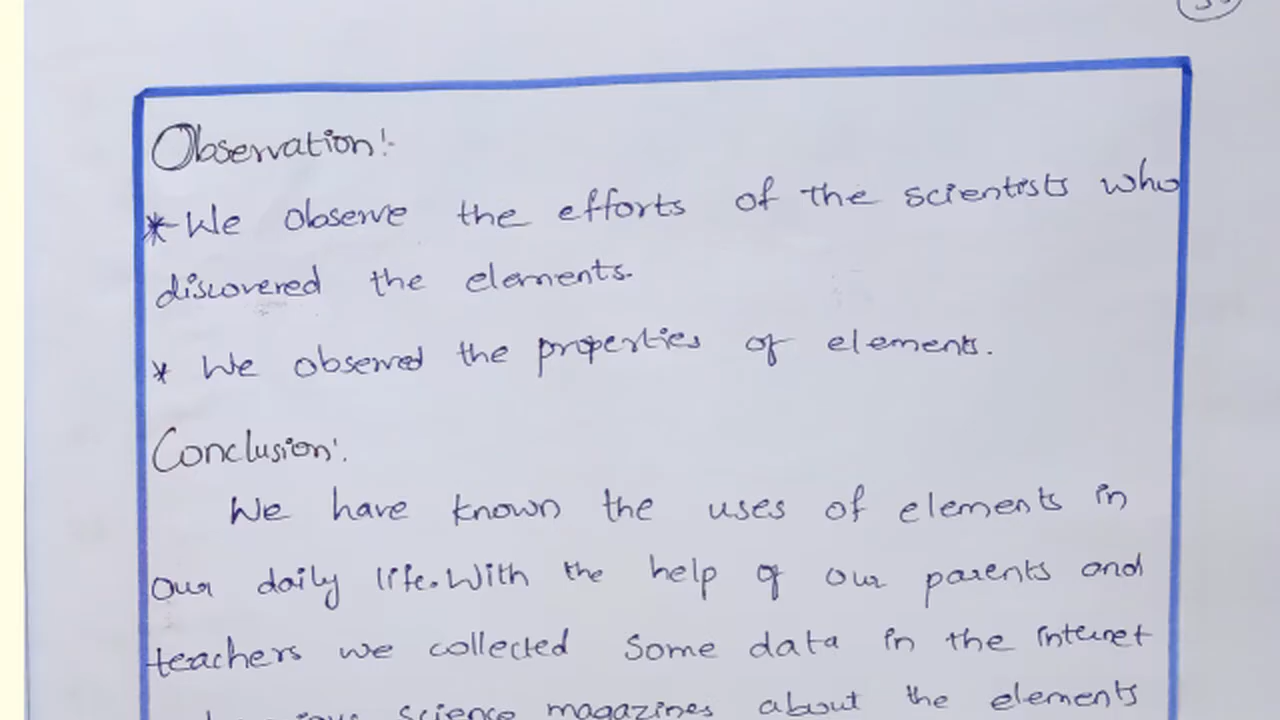 Observation:-
* We observe the efforts of the scientists who
discovered the elements.
* We observed the properties of elements.
Conclusion:
We have known the uses of elements in
our daily life. With the help of our parents and
teachers we collected some data in the internet
science magazines about the elements